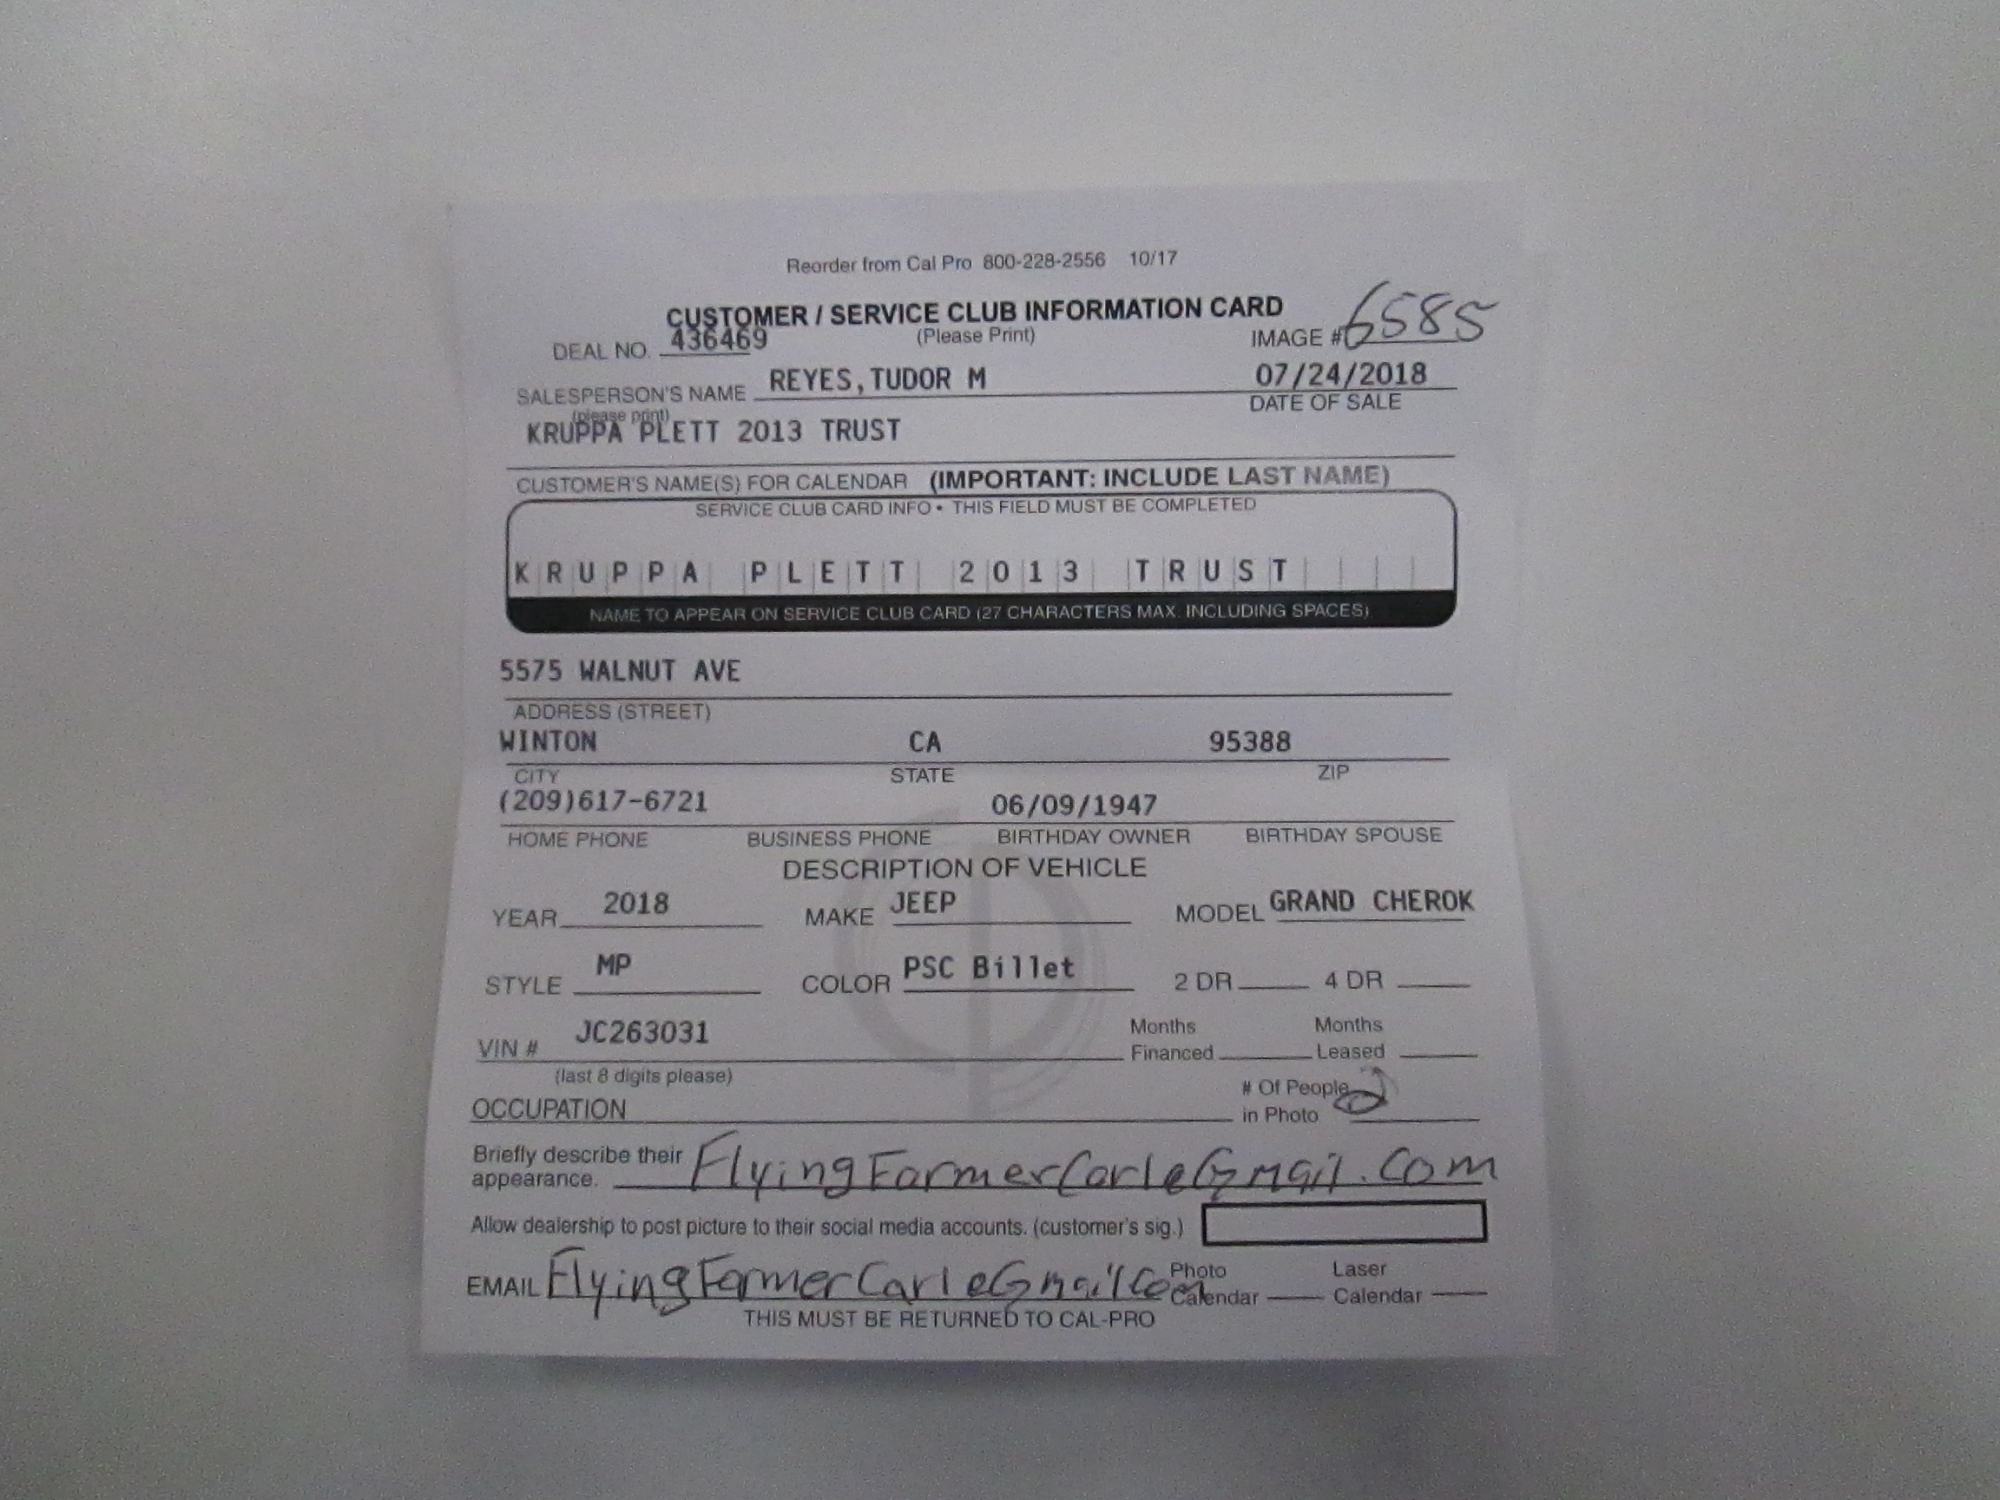 Reorder from Cal Pro 800-228-2556 10/17
CUSTOMER / SERVICE CLUB INFORMATION CARD
DEAL NO. 436469 (Please Print) IMAGE # 6585
SALESPERSON'S NAME REYES,TUDOR M 07/24/2018
(please print) DATE OF SALE
KRUPPA PLETT 2013 TRUST
CUSTOMER'S NAME(S) FOR CALENDAR (IMPORTANT: INCLUDE LAST NAME)
SERVICE CLUB CARD INFO • THIS FIELD MUST BE COMPLETED
KRUPPA PLETT 2013 TRUST
NAME TO APPEAR ON SERVICE CLUB CARD (27 CHARACTERS MAX. INCLUDING SPACES)
5575 WALNUT AVE
ADDRESS (STREET)
WINTON CA 95388
CITY STATE ZIP
(209)617-6721 06/09/1947
HOME PHONE BUSINESS PHONE BIRTHDAY OWNER BIRTHDAY SPOUSE
DESCRIPTION OF VEHICLE
YEAR 2018 MAKE JEEP MODEL GRAND CHEROK
STYLE MP COLOR PSC Billet 2 DR 4 DR
VIN # JC263031 Months Financed Months Leased
(last 8 digits please)
OCCUPATION # Of People in Photo
Briefly describe their appearance. FlyingFarmerCarl@Gmail.com
Allow dealership to post picture to their social media accounts. (customer's sig.)
EMAIL FlyingFarmerCarl@Gmail.Com Photo Calendar Laser Calendar
THIS MUST BE RETURNED TO CAL-PRO